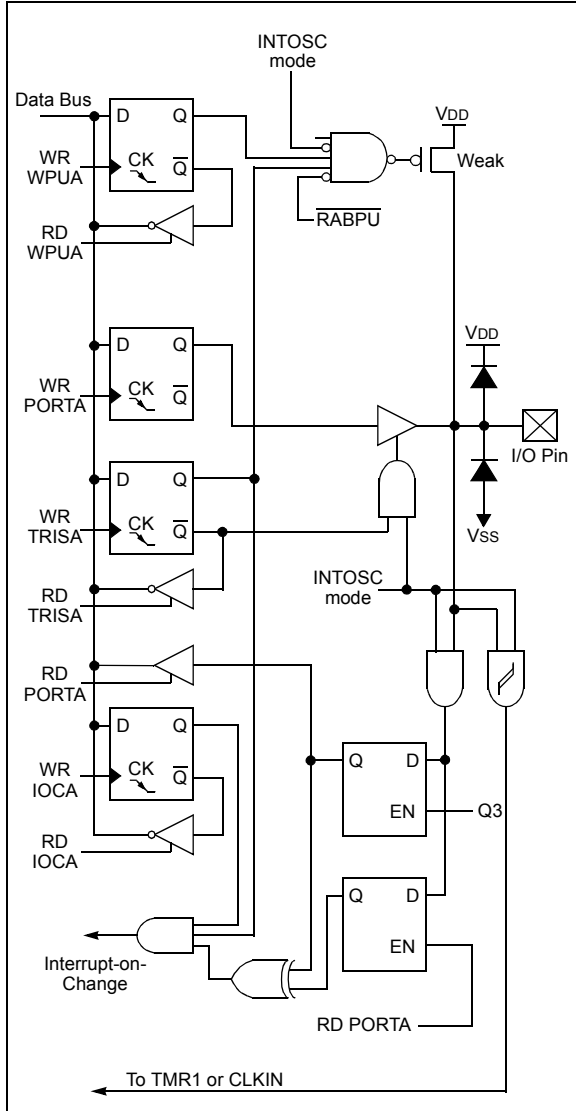 INTOSC
mode
Data Bus
VDD
D Q
WR
WPUA
CK
Q
Weak
RD
WPUA
RABPU
VDD
D Q
WR
PORTA
CK
Q
I/O Pin
D Q
WR
TRISA
CK
Q
VSS
INTOSC
mode
RD
TRISA
RD
PORTA
D Q
WR
IOCA
CK
Q
Q D
EN
Q3
RD
IOCA
Q D
EN
Interrupt-on-
Change
RD PORTA
To TMR1 or CLKIN